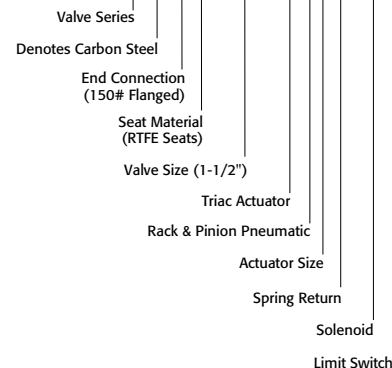 Valve Series
Denotes Carbon Steel
End Connection
(150# Flanged)
Seat Material
(RTFE Seats)
Valve Size (1-1/2")
Triac Actuator
Rack & Pinion Pneumatic
Actuator Size
Spring Return
Solenoid
Limit Switch